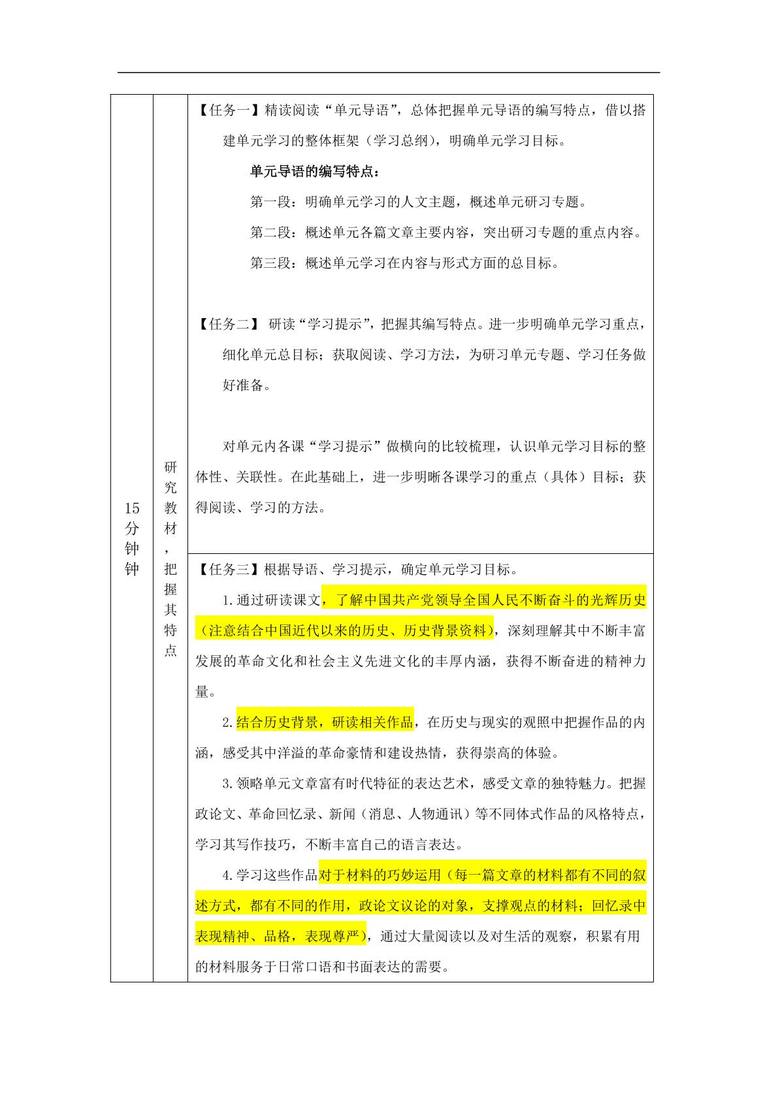 【任务一】精读阅读“单元导语”，总体把握单元导语的编写特点，借以搭
建单元学习的整体框架（学习总纲），明确单元学习目标。
单元导语的编写特点：
第一段：明确单元学习的人文主题，概述单元研习专题。
第二段：概述单元各篇文章主要内容，突出研习专题的重点内容。
第三段：概述单元学习在内容与形式方面的总目标。
【任务二】 研读“学习提示”，把握其编写特点。进一步明确单元学习重点，
细化单元总目标；获取阅读、学习方法，为研习单元专题、学习任务做
好准备。
对单元内各课“学习提示”做横向的比较梳理，认识单元学习目标的整
体性、关联性。在此基础上，进一步明晰各课学习的重点（具体）目标；获
得阅读、学习的方法。
15
分
钟
钟
研
究
教
材
，
把
握
其
特
点
【任务三】根据导语、学习提示，确定单元学习目标。
1.通过研读课文，了解中国共产党领导全国人民不断奋斗的光辉历史
（注意结合中国近代以来的历史、历史背景资料），深刻理解其中不断丰富
发展的革命文化和社会主义先进文化的丰厚内涵，获得不断奋进的精神力
量。
2.结合历史背景，研读相关作品，在历史与现实的观照中把握作品的内
涵，感受其中洋溢的革命豪情和建设热情，获得崇高的体验。
3.领略单元文章富有时代特征的表达艺术，感受文章的独特魅力。把握
政论文、革命回忆录、新闻（消息、人物通讯）等不同体式作品的风格特点，
学习其写作技巧，不断丰富自己的语言表达。
4.学习这些作品对于材料的巧妙运用（每一篇文章的材料都有不同的叙
述方式，都有不同的作用，政论文议论的对象，支撑观点的材料；回忆录中
表现精神、品格，表现尊严），通过大量阅读以及对生活的观察，积累有用
的材料服务于日常口语和书面表达的需要。